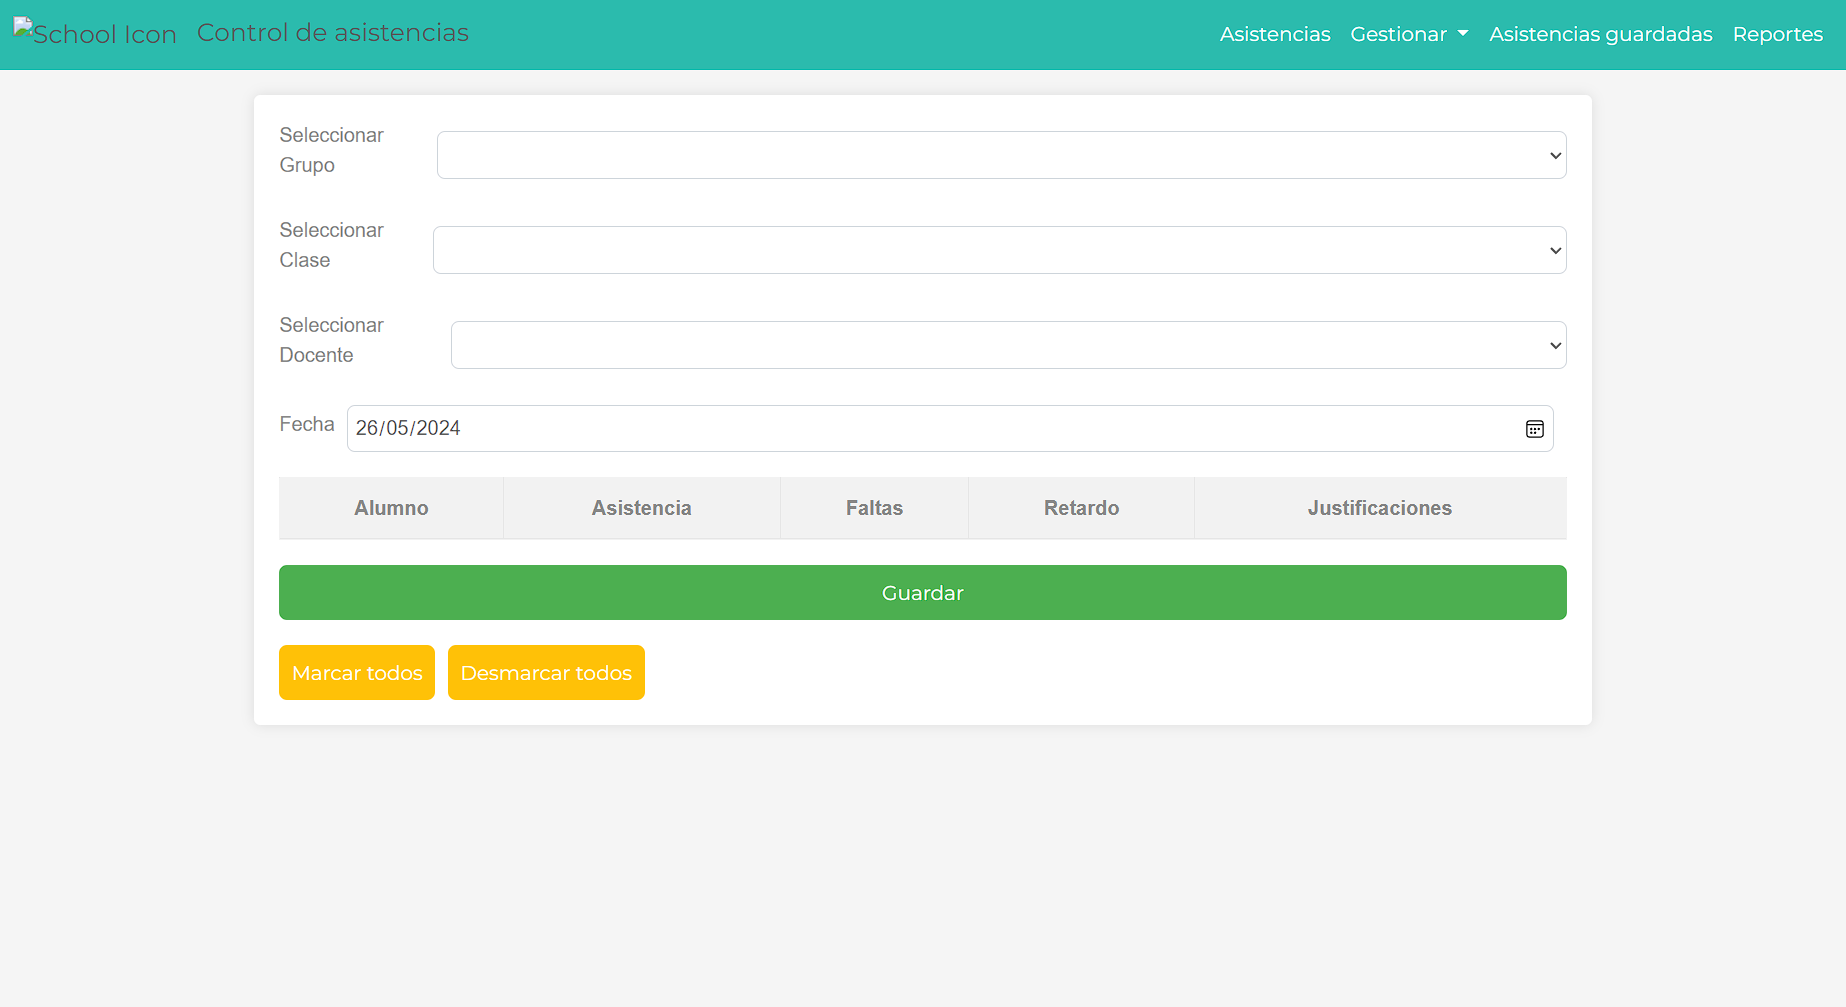 School Icon Control de asistencias Asistencias Gestionar Asistencias guardadas Reportes
Seleccionar
Grupo
Seleccionar
Clase
Seleccionar
Docente
Fecha 26/05/2024
Alumno Asistencia Faltas Retardo Justificaciones
Guardar
Marcar todos Desmarcar todos